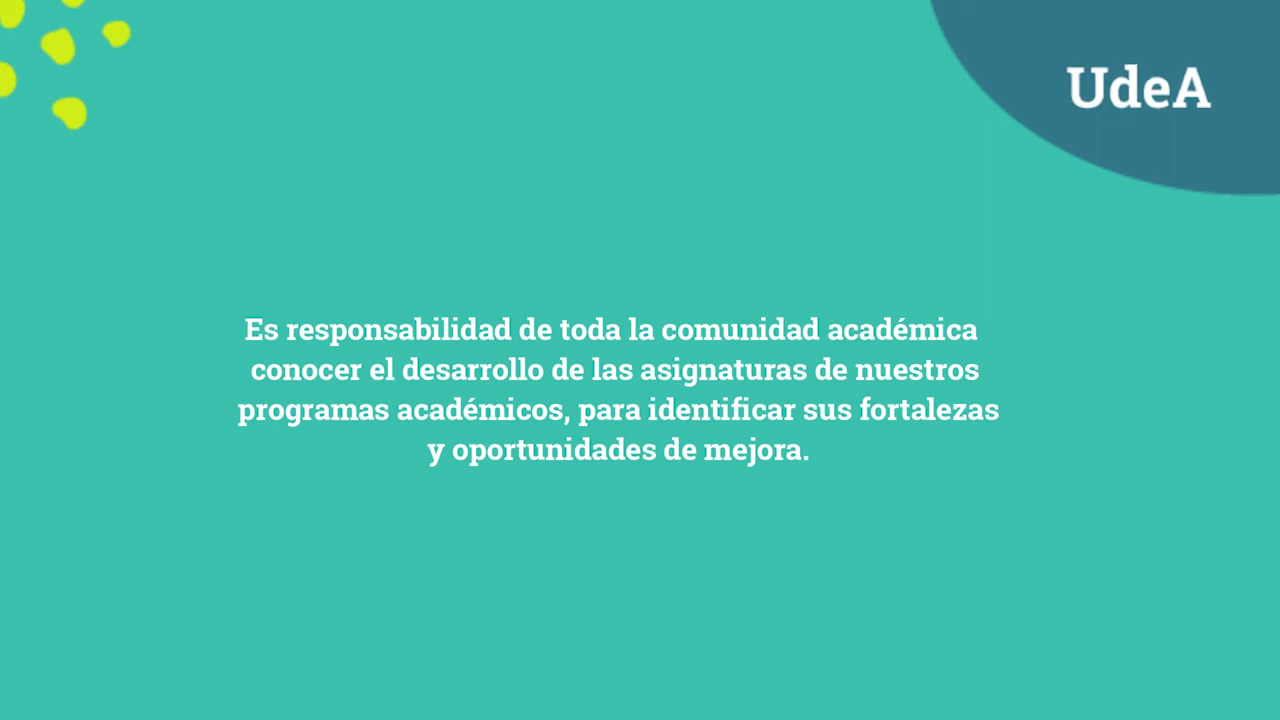 UdeA
Es responsabilidad de toda la comunidad académica
conocer el desarrollo de las asignaturas de nuestros
programas académicos, para identificar sus fortalezas
y oportunidades de mejora.